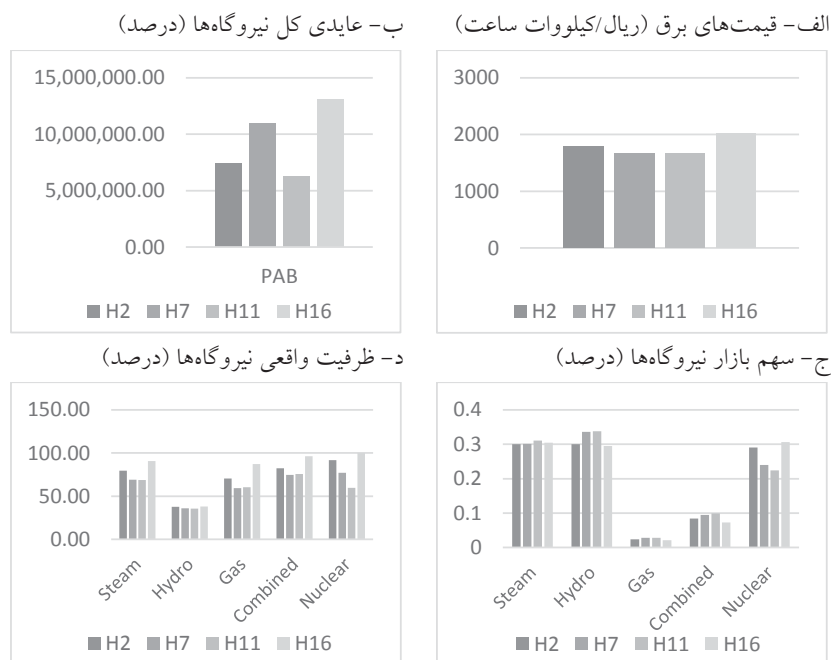 الف- قیمت‌های برق (ریال/کیلووات ساعت)
3000
2000
1000
0
H2 H7 H11 H16
ب- عایدی کل نیروگاه‌ها (درصد)
15,000,000.00
10,000,000.00
5,000,000.00
0.00
PAB
H2 H7 H11 H16
ج- سهم بازار نیروگاه‌ها (درصد)
0.4
0.3
0.2
0.1
0
Steam Hydro Gas Combined Nuclear
H2 H7 H11 H16
د- ظرفیت واقعی نیروگاه‌ها (درصد)
150.00
100.00
50.00
0.00
Steam Hydro Gas Combined Nuclear
H2 H7 H11 H16